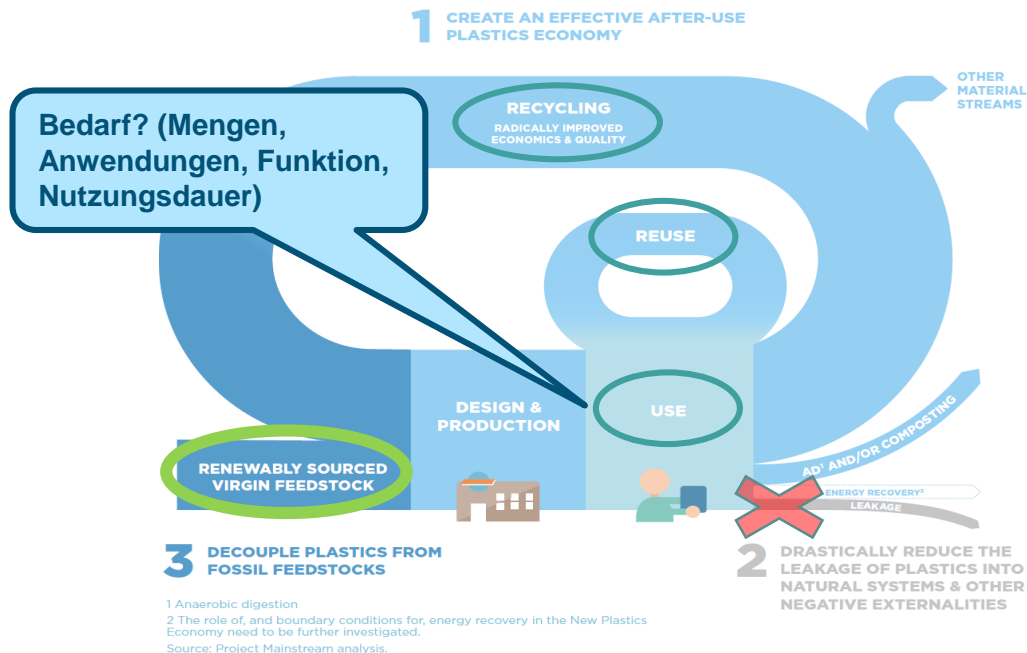 1 CREATE AN EFFECTIVE AFTER-USE
PLASTICS ECONOMY
OTHER
MATERIAL
STREAMS
RECYCLING
RADICALLY IMPROVED
ECONOMICS & QUALITY
Bedarf? (Mengen,
Anwendungen, Funktion,
Nutzungsdauer)
REUSE
DESIGN &
PRODUCTION
USE
RENEWABLY SOURCED
VIRGIN FEEDSTOCK
AD¹ AND/OR COMPOSTING
ENERGY RECOVERY²
LEAKAGE
3 DECOUPLE PLASTICS FROM
FOSSIL FEEDSTOCKS
2 DRASTICALLY REDUCE THE
LEAKAGE OF PLASTICS INTO
NATURAL SYSTEMS & OTHER
NEGATIVE EXTERNALITIES
1 Anaerobic digestion
2 The role of, and boundary conditions for, energy recovery in the New Plastics
Economy need to be further investigated.
Source: Project Mainstream analysis.